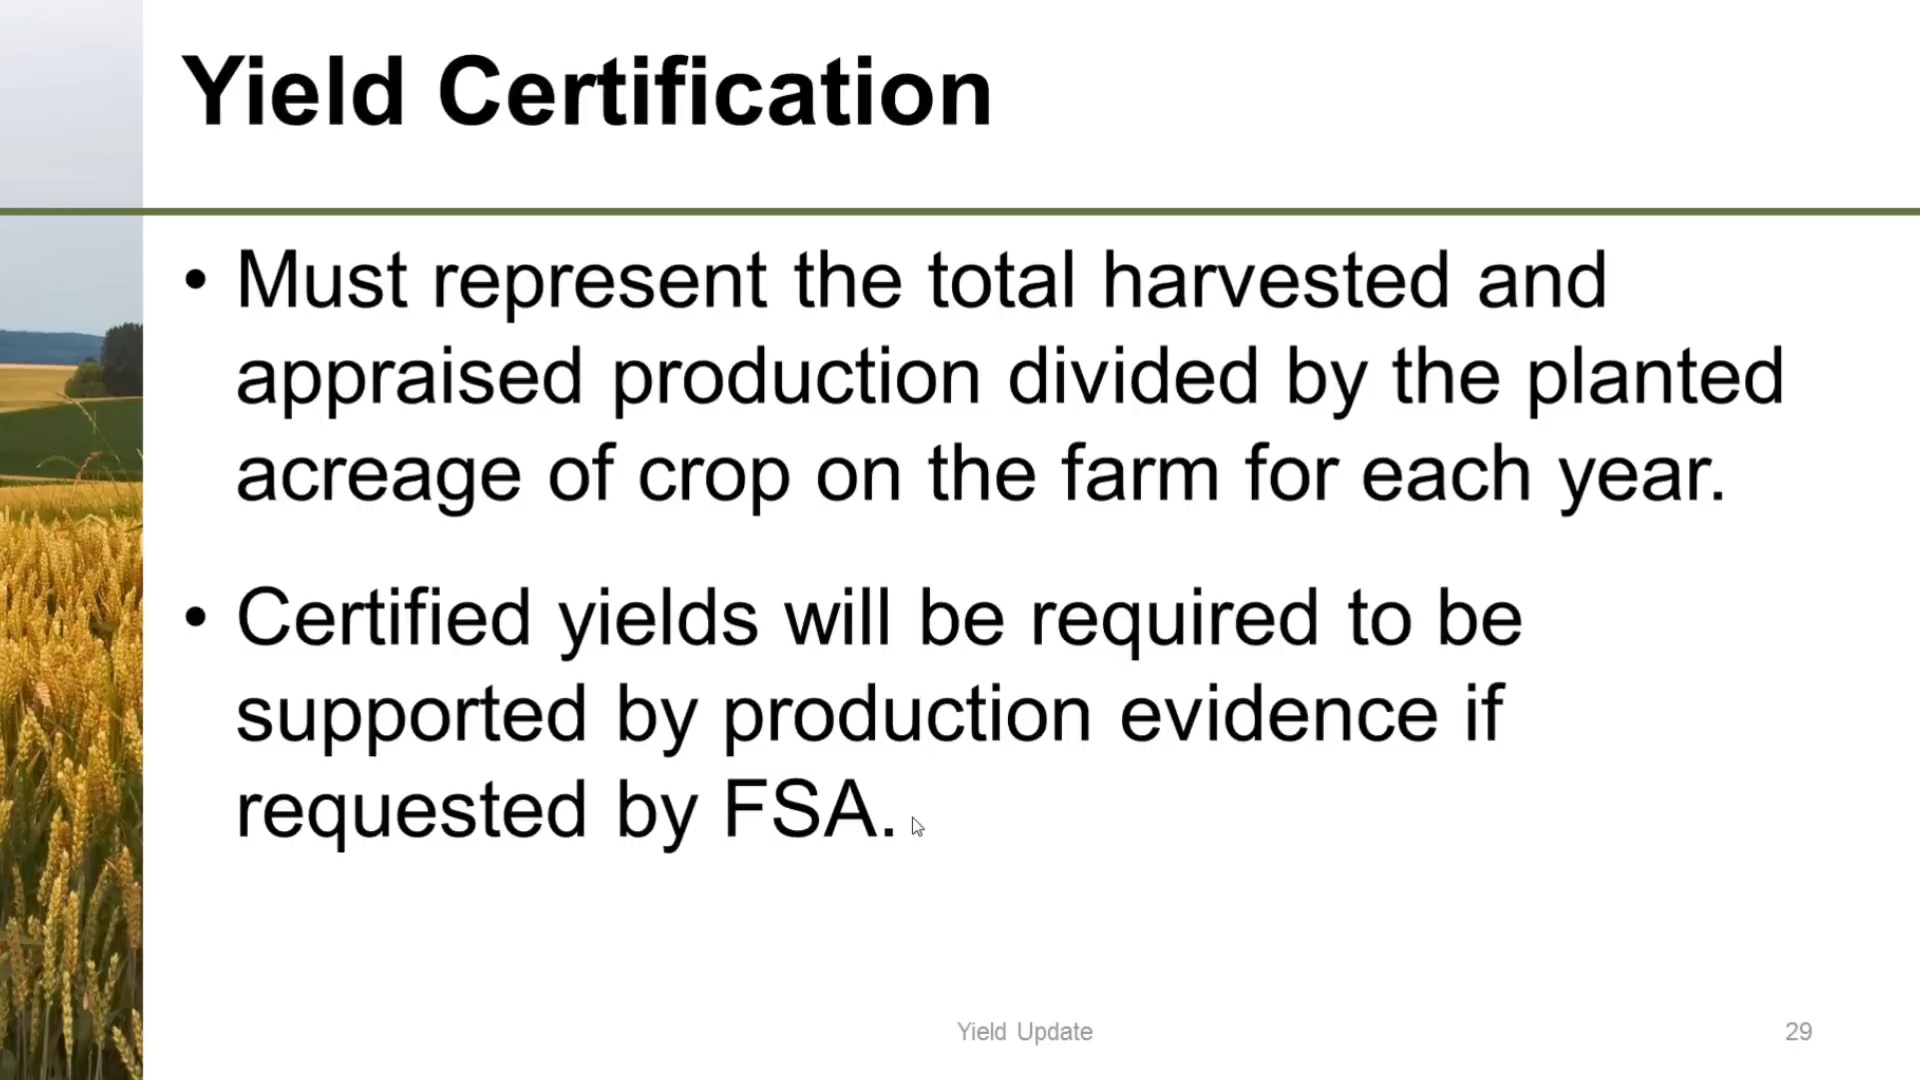 Yield Certification
• Must represent the total harvested and
appraised production divided by the planted
acreage of crop on the farm for each year.
• Certified yields will be required to be
supported by production evidence if
requested by FSA.
Yield Update
29